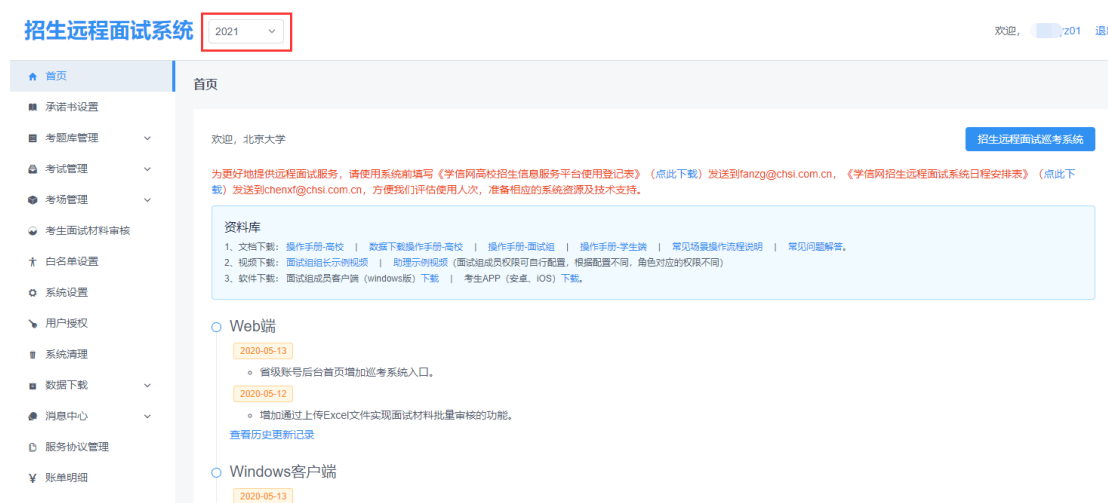 招生远程面试系统 2021 欢迎, yz01
首页
承诺书设置
考题库管理
考试管理
考场管理
考生面试材料审核
白名单设置
系统设置
用户授权
系统清理
数据下载
消息中心
服务协议管理
账单明细
首页
欢迎,北京大学 招生远程面试巡考系统
为更好地提供远程面试服务,请使用系统前填写《学信网高校招生信息服务平台使用登记表》(点此下载)发送到fanzg@chsi.com.cn,《学信网招生远程面试系统日程安排表》(点此下
载)发送到chenxf@chsi.com.cn,方便我们评估使用人次,准备相应的系统资源及技术支持。
资料库
1、文档下载: 操作手册-高校 | 数据下载操作手册-高校 | 操作手册-面试组 | 操作手册-学生端 | 常见场景操作流程说明 | 常见问题解答。
2、视频下载: 面试组组长示例视频 | 助理示例视频(面试组成员权限可自行配置,根据配置不同,角色对应的权限不同)
3、软件下载: 面试组成员客户端(windows版)下载 | 考生APP(安卓、iOS)下载。
Web端
2020-05-13
省级账号后台首页增加巡考系统入口。
2020-05-12
增加通过上传Excel文件实现面试材料批量审核的功能。
查看历史更新记录
Windows客户端
2020-05-13